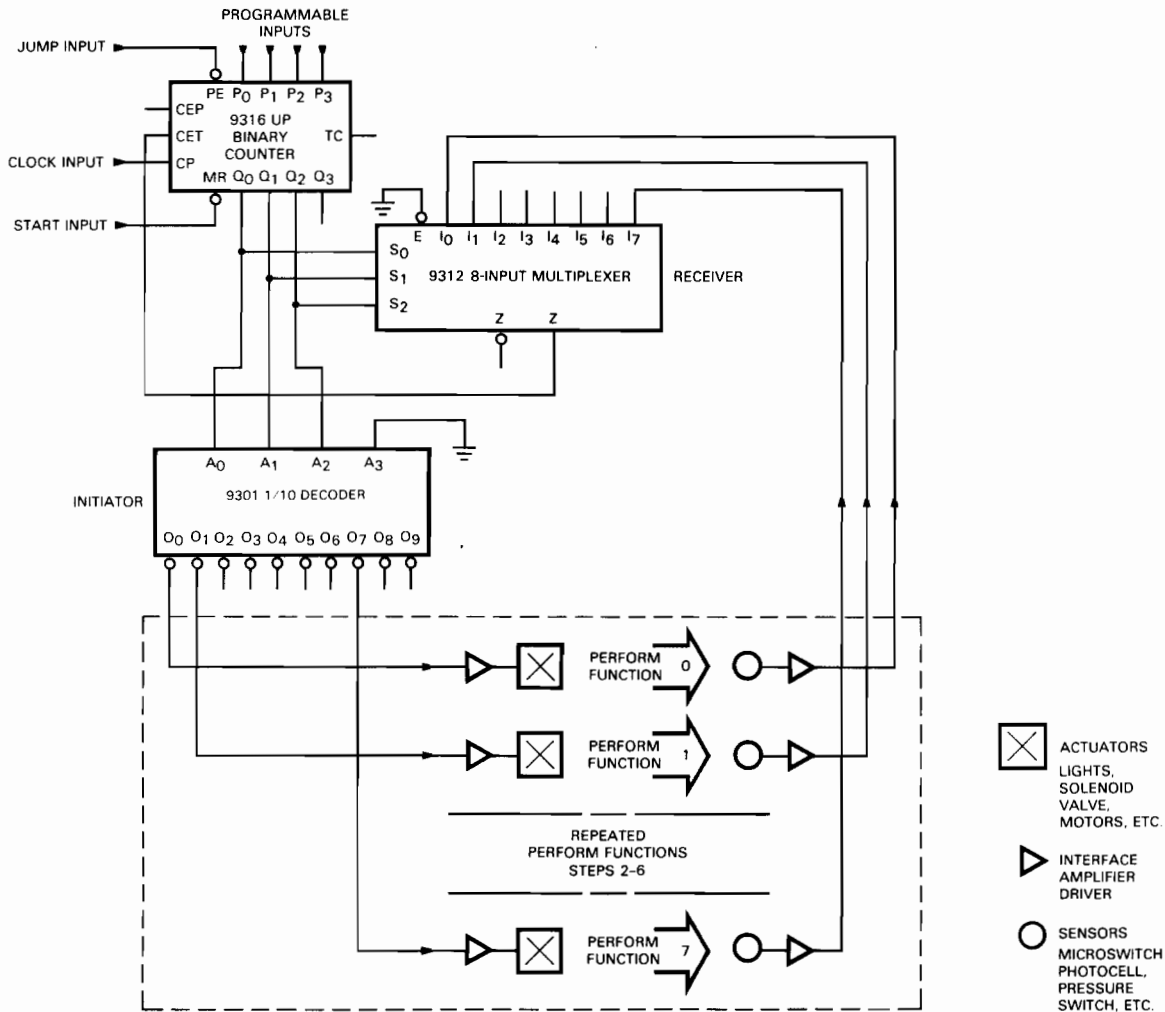 PROGRAMMABLE
INPUTS
JUMP INPUT
PE P0 P1 P2 P3
CEP
9316 UP
CET
BINARY
TC
COUNTER
CLOCK INPUT
CP
MR Q0 Q1 Q2 Q3
START INPUT
E I0 I1 I2 I3 I4 I5 I6 I7
S0
S1
9312 8-INPUT MULTIPLEXER
RECEIVER
S2
Z Z
A0 A1 A2 A3
INITIATOR
9301 1/10 DECODER
O0 O1 O2 O3 O4 O5 O6 O7 O8 O9
PERFORM
FUNCTION
0
PERFORM
FUNCTION
1
REPEATED
PERFORM FUNCTIONS
STEPS 2-6
PERFORM
FUNCTION
7
ACTUATORS
LIGHTS,
SOLENOID
VALVE,
MOTORS, ETC.
INTERFACE
AMPLIFIER
DRIVER
SENSORS
MICROSWITCH
PHOTOCELL,
PRESSURE
SWITCH, ETC.